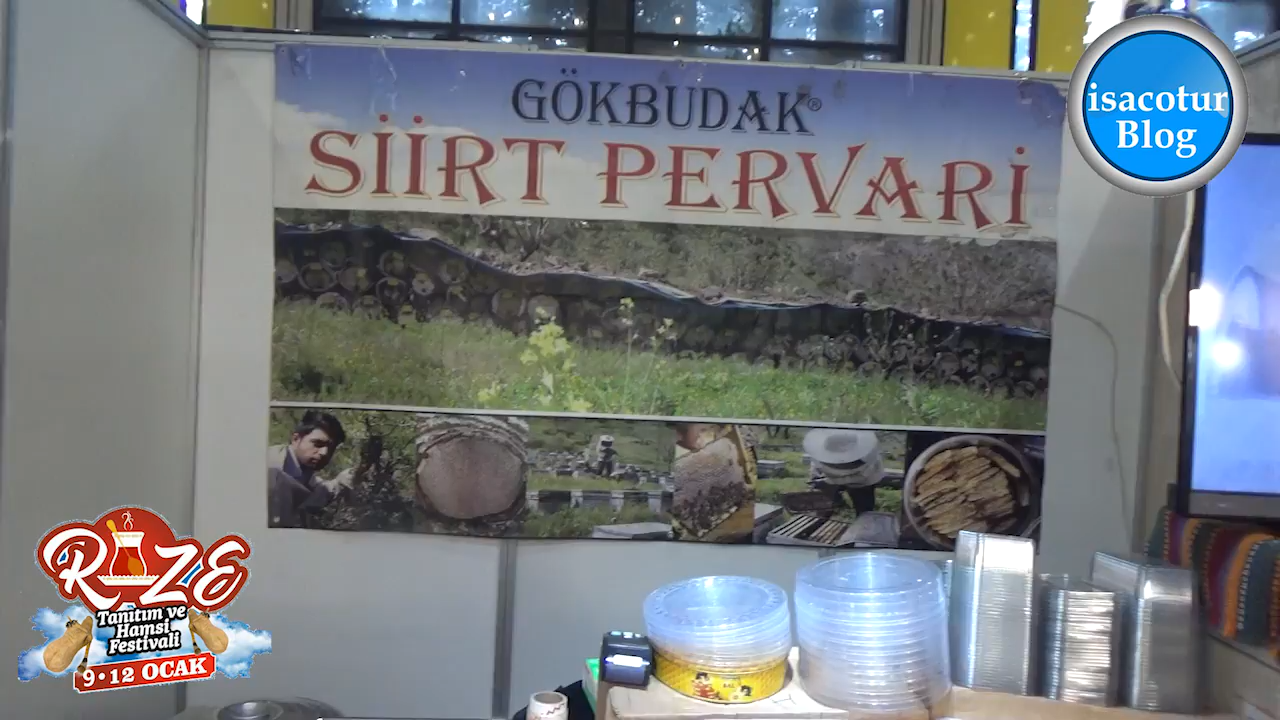 GÖKBUDAK®
SİİRT PERVARİ
isacotur
Blog
RİZE
Tanıtım ve
Hamsi
Festivali
9•12 OCAK